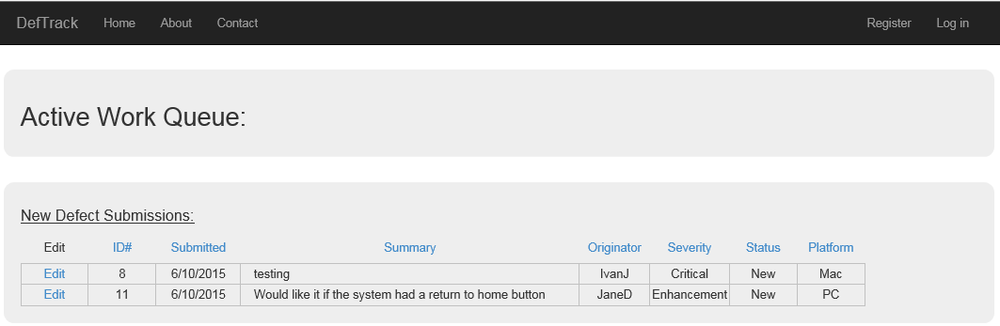 DefTrack Home About Contact Register Log in
Active Work Queue:
New Defect Submissions:
Edit ID# Submitted Summary Originator Severity Status Platform
Edit 8 6/10/2015 testing IvanJ Critical New Mac
Edit 11 6/10/2015 Would like it if the system had a return to home button JaneD Enhancement New PC